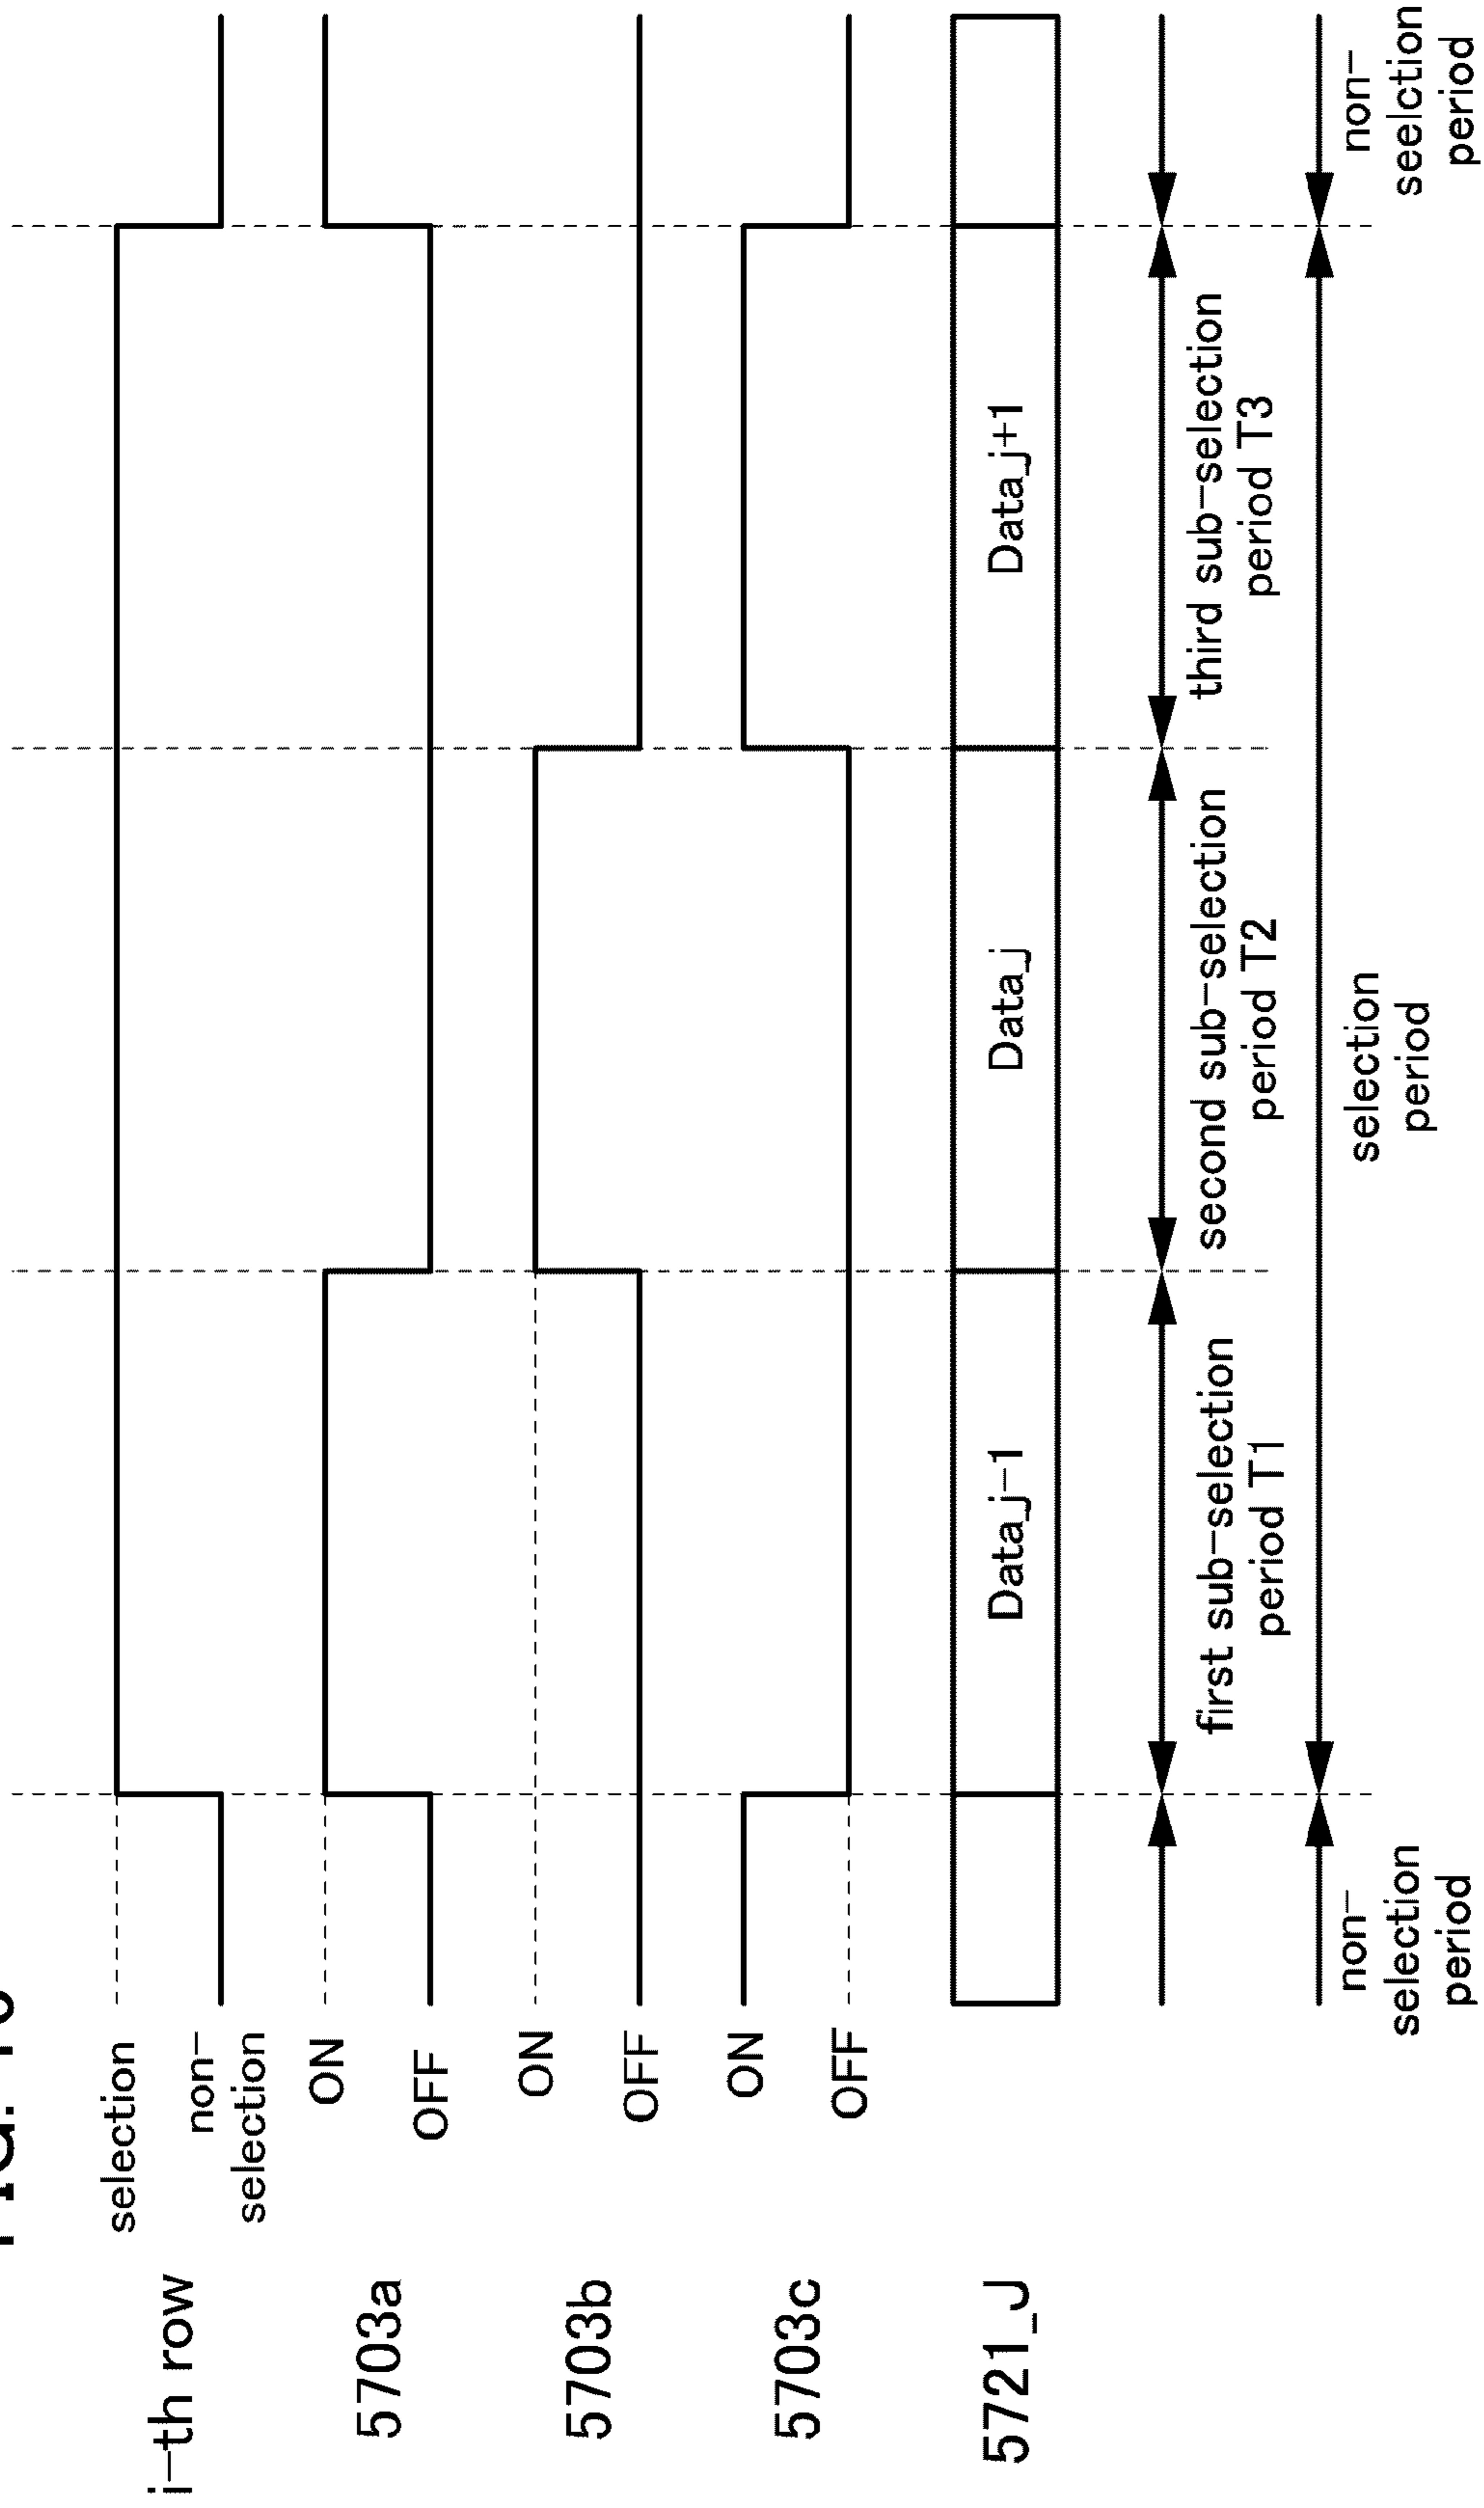 selection
i-th row
non-
selection
ON
5703a
OFF
ON
5703b
OFF
ON
5703c
OFF
5721_J
Data_j-1
Data_j
Data_j+1
first sub-selection
period T1
second sub-selection
period T2
third sub-selection
period T3
non-
selection
period
selection
period
non-
seelction
period